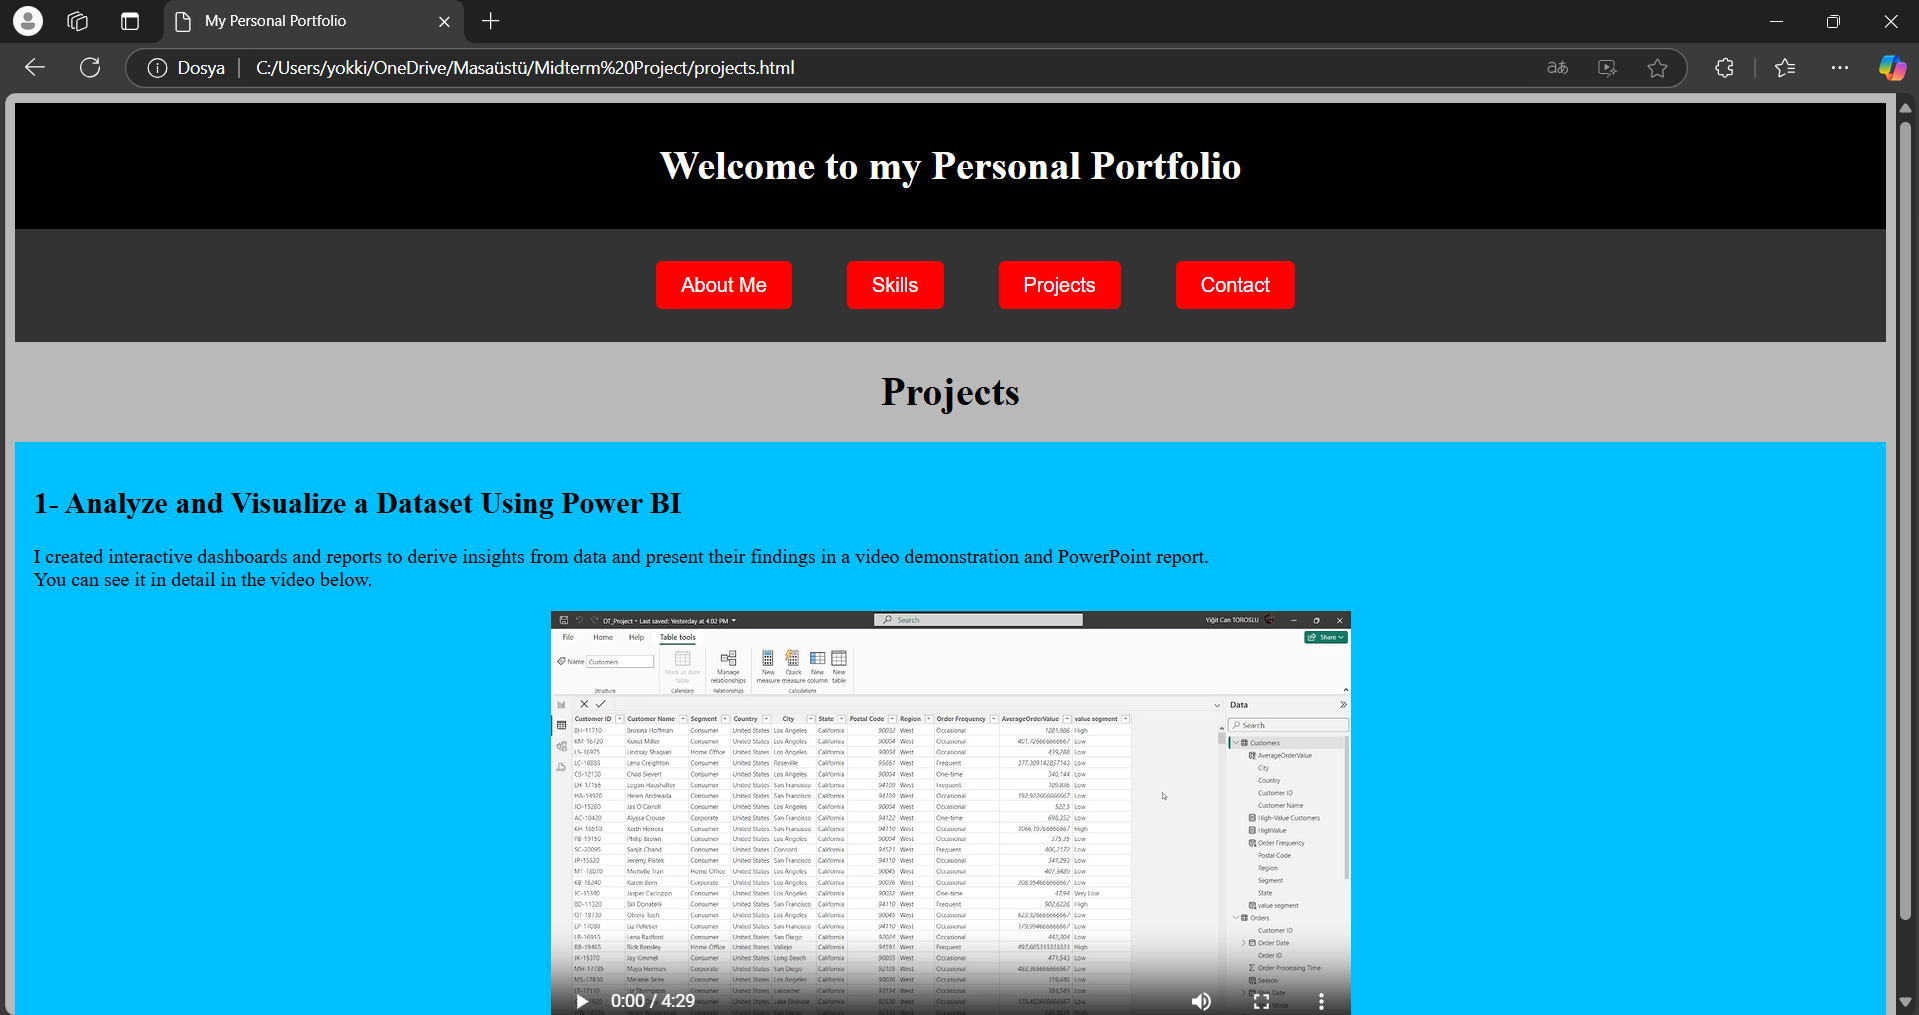 My Personal Portfolio
Dosya
C:/Users/yokki/OneDrive/Masaüstü/Midterm%20Project/projects.html
Welcome to my Personal Portfolio
About Me Skills Projects Contact
Projects
1- Analyze and Visualize a Dataset Using Power BI
I created interactive dashboards and reports to derive insights from data and present their findings in a video demonstration and PowerPoint report.
You can see it in detail in the video below.
DT_Project • Last saved: Yesterday at 4:02 PM
Search
Yiğit Can TOROSLU
File Home Help Table tools
Share
Name Customers
Mark as date table
Manage relationships
New measure
Quick measure
New column
New table
Structure Calendars Relationships Calculations
Data
Search
Customer ID Customer Name Segment Country City State Postal Code Region Order Frequency AverageOrderValue value segment
BH-11710 Brosina Hoffman Consumer United States Los Angeles California 90032 West Occasional 1281,986 High
KM-16720 Kunst Miller Consumer United States Los Angeles California 90004 West Occasional 401,726666666667 Low
LS-16975 Lindsay Shagiari Home Office United States Los Angeles California 90004 West Occasional 439,288 Low
LC-16885 Lena Creighton Consumer United States Roseville California 95661 West Frequent 377,309142857143 Low
CS-12130 Chad Sievert Consumer United States Los Angeles California 90004 West One-time 340,144 Low
LH-17155 Logan Haushalter Consumer United States San Francisco California 94109 West Frequent 109,836 Low
HA-14920 Helen Andreada Consumer United States San Francisco California 94109 West Occasional 192,922666666667 Low
JO-15280 Jas O'Carroll Consumer United States Los Angeles California 90004 West Occasional 522,5 Low
AC-10420 Alyssa Crouse Corporate United States San Francisco California 94122 West One-time 698,352 Low
KH-16510 Keith Herrera Consumer United States San Francisco California 94110 West Occasional 1066,19766666667 High
PB-19150 Philip Brown Consumer United States Los Angeles California 90004 West Occasional 375,35 Low
SC-20095 Sanjit Chand Consumer United States Concord California 94521 West Frequent 406,2172 Low
JP-15520 Jeremy Pistek Consumer United States San Francisco California 94110 West Occasional 341,293 Low
MT-18070 Michelle Tran Home Office United States Los Angeles California 90045 West Occasional 407,3485 Low
KB-16240 Karen Bern Corporate United States Los Angeles California 90036 West Occasional 308,954666666667 Low
JC-15340 Jasper Cacioppo Consumer United States Los Angeles California 90032 West One-time 47,94 Very Low
BD-11320 Bill Donatelli Consumer United States San Francisco California 94110 West Frequent 902,6226 High
OT-18730 Olvera Toch Consumer United States Los Angeles California 90045 West Occasional 623,326666666667 Low
LP-17080 Liz Pelletier Consumer United States San Francisco California 94110 West Occasional 179,994666666667 Low
LR-16915 Lena Radford Consumer United States San Diego California 92024 West Occasional 442,304 Low
RB-19465 Rick Bensley Home Office United States Vallejo California 94591 West Frequent 497,605333333333 High
JK-15370 Jay Kimmel Consumer United States Long Beach California 90805 West Occasional 471,543 Low
MH-17785 Maya Herman Corporate United States San Diego California 92105 West Occasional 483,366666666667 Low
MS-17830 Melanie Seite Consumer United States Los Angeles California 90036 West Occasional 159,646 Low
LT-17110 Liz Thompson United States Lancaster California 93534 West Occasional 384,543 Low
United States Lake Elsinore California 92530 West Occasional Low
Customers
AverageOrderValue
City
Country
Customer ID
Customer Name
High-Value Customers
HighValue
Order Frequency
Postal Code
Region
Segment
State
value segment
Orders
Customer ID
Order Date
Order ID
Order Processing Time
Season
Ship Date
Mode
0:00 / 4:29